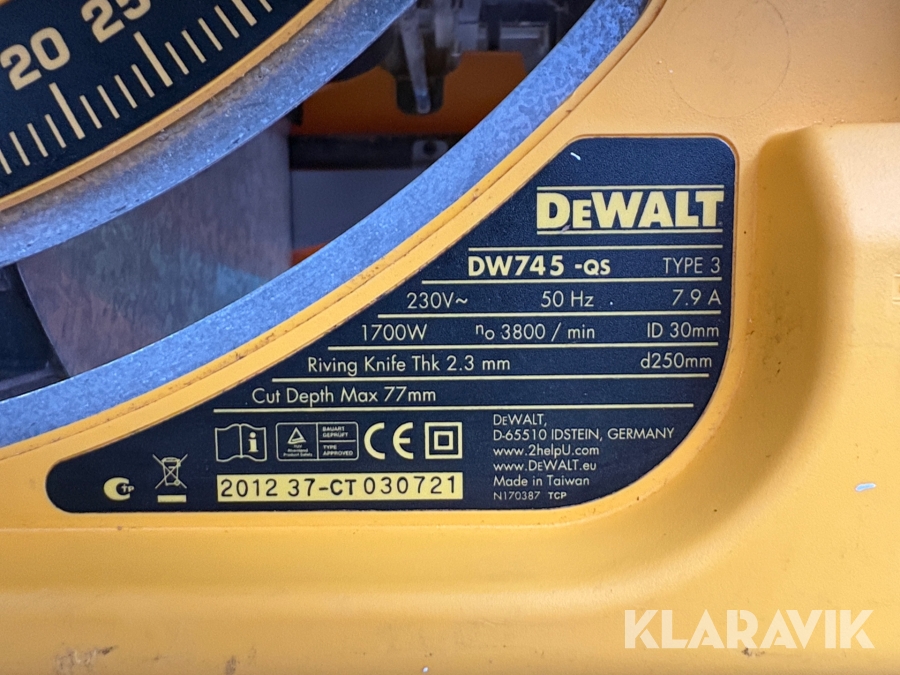 20 25
DEWALT
DW745 -QS TYPE 3
230V~ 50 Hz . 7.9 A
1700W no 3800 / min ID 30mm
Riving Knife Thk 2.3 mm d250mm
Cut Depth Max 77mm
BAUART
GEPRÜFT
TYPE
APPROVED
CE
DEWALT,
D-65510 IDSTEIN, GERMANY
www.2helpU.com
www.DEWALT.eu
Made in Taiwan
N170387 TCP
2012 37-CT 030721
KLARAVIK